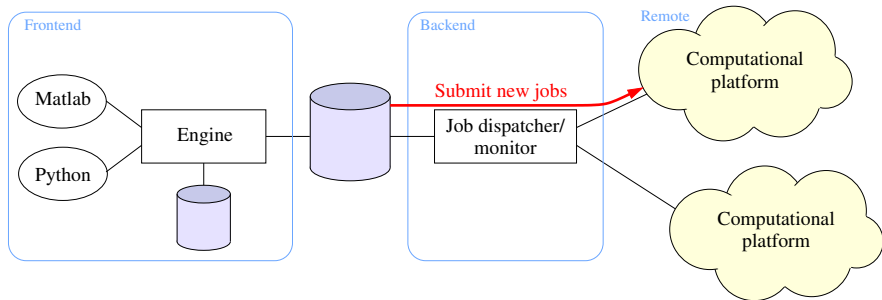 Frontend
Backend
Remote
Matlab
Python
Engine
Submit new jobs
Job dispatcher/
monitor
Computational
platform
Computational
platform